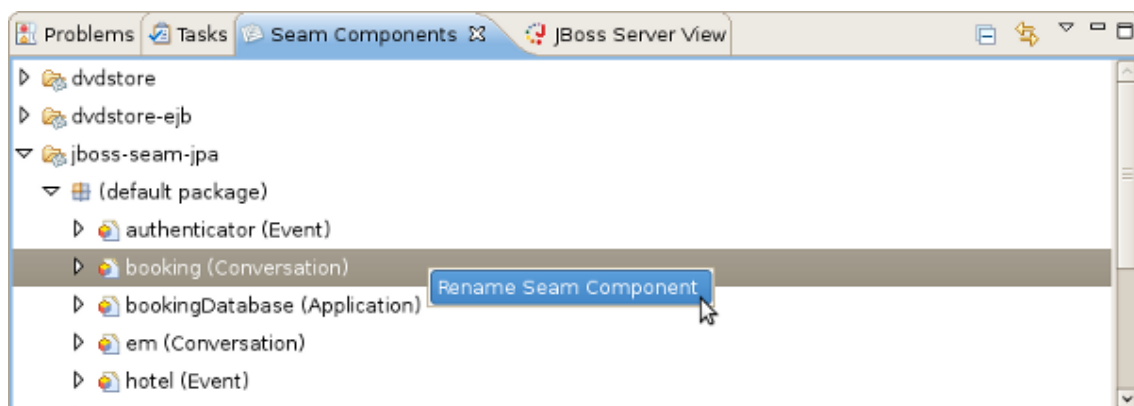 Problems Tasks Seam Components JBoss Server View
dvdstore
dvdstore-ejb
jboss-seam-jpa
(default package)
authenticator (Event)
booking (Conversation)
Rename Seam Component
bookingDatabase (Application)
em (Conversation)
hotel (Event)